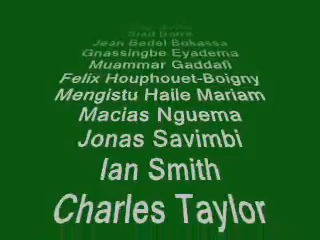 Siad Barre
Jean Bedel Bokassa
Gnassingbe Eyadema
Muammar Gaddafi
Felix Houphouet-Boigny
Mengistu Haile Mariam
Macias Nguema
Jonas Savimbi
Ian Smith
Charles Taylor